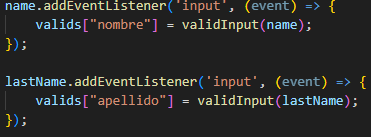 name.addEventListener('input', (event) => {
    valids["nombre"] = validInput(name);
});
lastName.addEventListener('input', (event) => {
    valids["apellido"] = validInput(lastName);
});